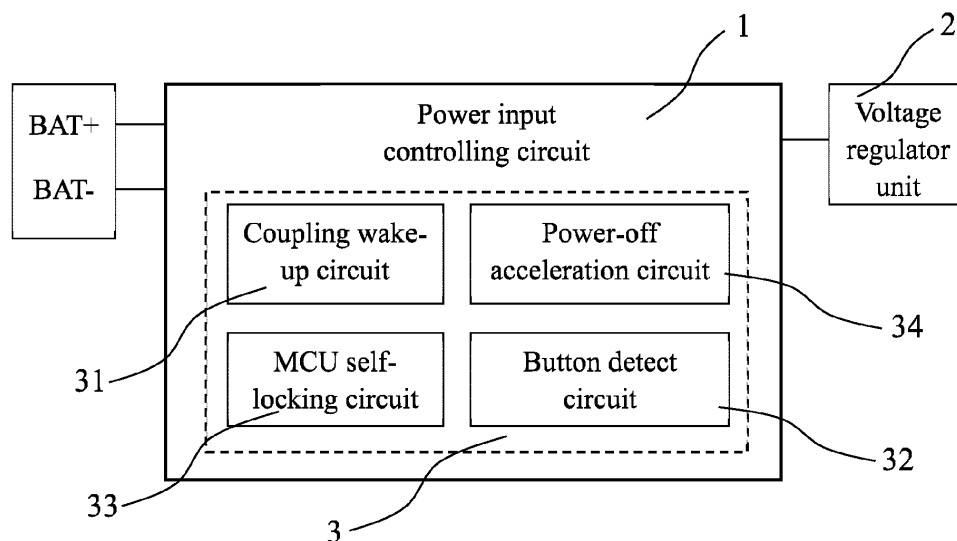 1
2
BAT+
BAT-
Power input
controlling circuit
Voltage
regulator
unit
Coupling wake-
up circuit
Power-off
acceleration circuit
34
31
MCU self-
locking circuit
Button detect
circuit
32
33
3